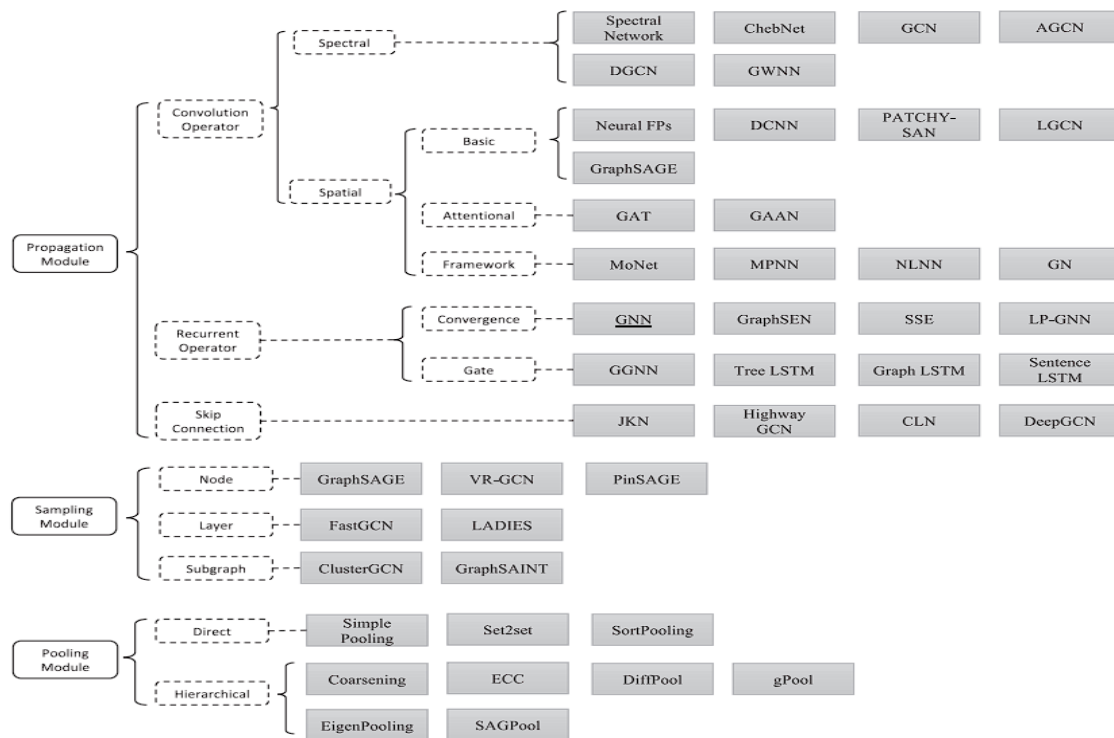 Spectral
Network
ChebNet
GCN
AGCN
Spectral
DGCN
GWNN
Convolution
Operator
Neural FPs
DCNN
PATCHY-
SAN
LGCN
Basic
GraphSAGE
Spatial
Attentional
GAT
GAAN
Propagation
Module
Framework
MoNet
MPNN
NLNN
GN
Convergence
GNN
GraphSEN
SSE
LP-GNN
Recurrent
Operator
Gate
GGNN
Tree LSTM
Graph LSTM
Sentence
LSTM
Skip
Connection
JKN
Highway
GCN
CLN
DeepGCN
Node
GraphSAGE
VR-GCN
PinSAGE
Sampling
Module
Layer
FastGCN
LADIES
Subgraph
ClusterGCN
GraphSAINT
Direct
Simple
Pooling
Set2set
SortPooling
Pooling
Module
Hierarchical
Coarsening
ECC
DiffPool
gPool
EigenPooling
SAGPool